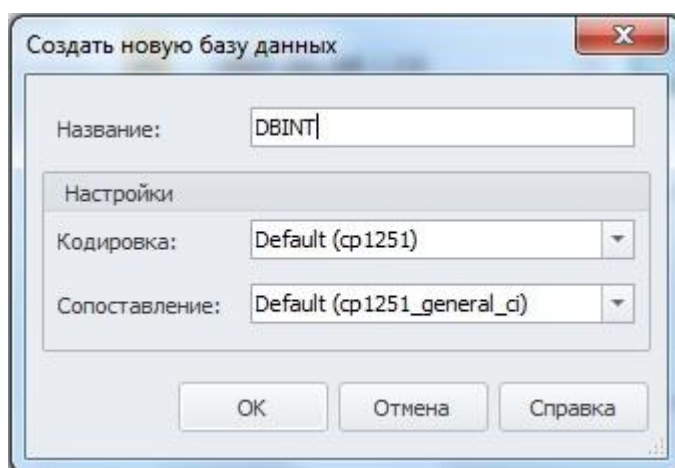 Создать новую базу данных
Название: DBINT
Настройки
Кодировка: Default (cp1251)
Сопоставление: Default (cp1251_general_ci)
OK Отмена Справка